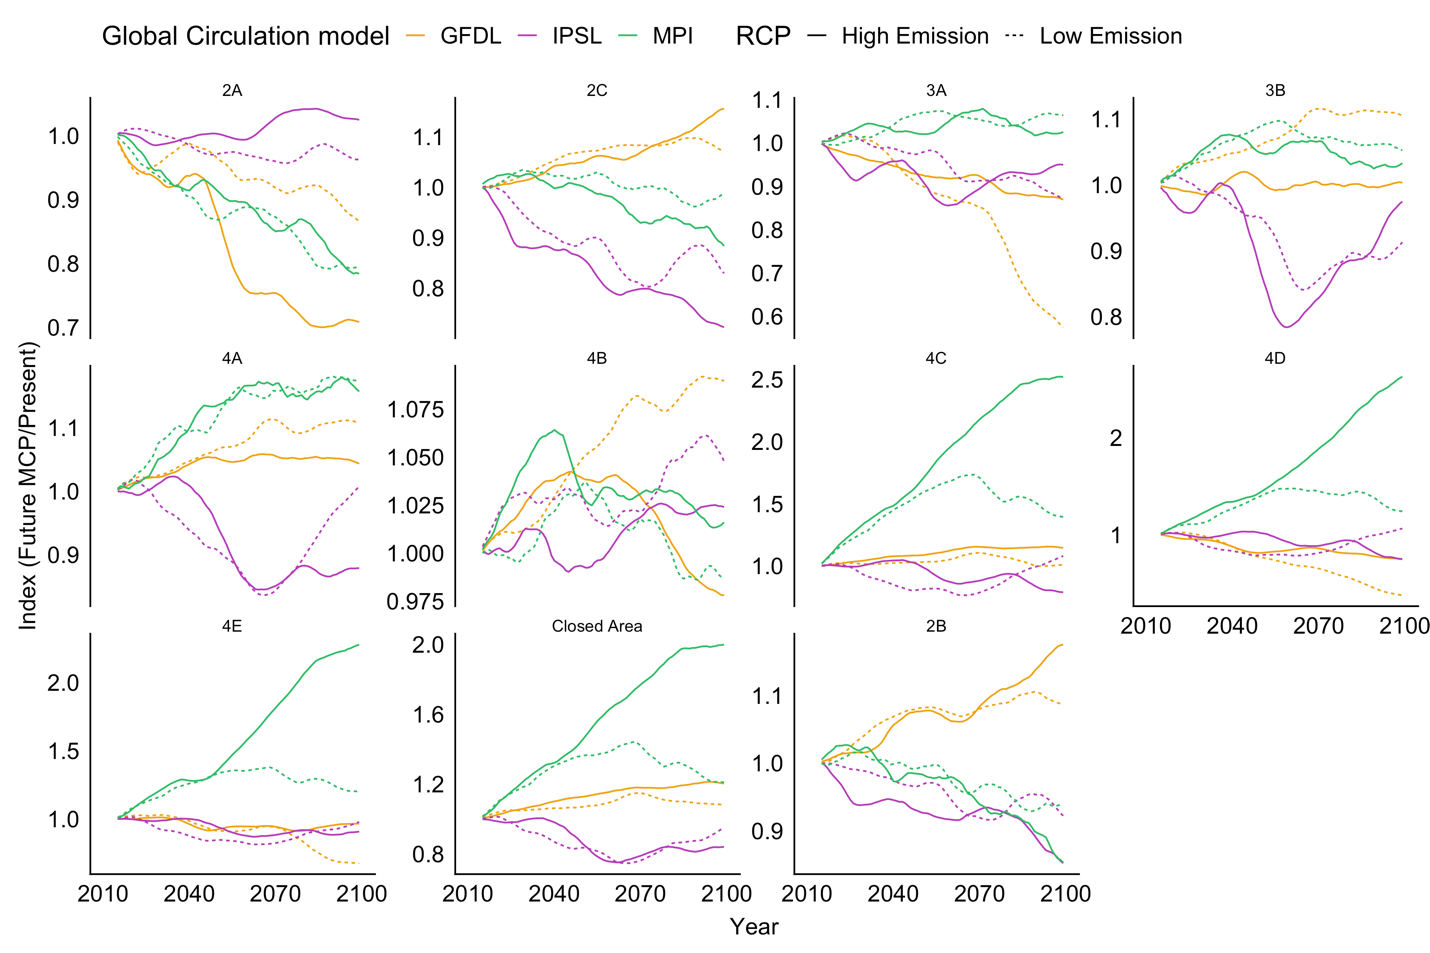 Global Circulation model GFDL IPSL MPI RCP High Emission Low Emission
2A 2C 3A 3B
1.0 0.9 0.8 0.7
1.1 1.0 0.9 0.8
1.1 1.0 0.9 0.8 0.7 0.6
1.1 1.0 0.9 0.8
Index (Future MCP/Present)
4A 4B 4C 4D
1.1 1.0 0.9
1.075 1.050 1.025 1.000 0.975
2.5 2.0 1.5 1.0
2 1
2010 2040 2070 2100
4E Closed Area 2B
2.0 1.5 1.0
2.0 1.6 1.2 0.8
1.1 1.0 0.9
2010 2040 2070 2100 2010 2040 2070 2100 2010 2040 2070 2100
Year